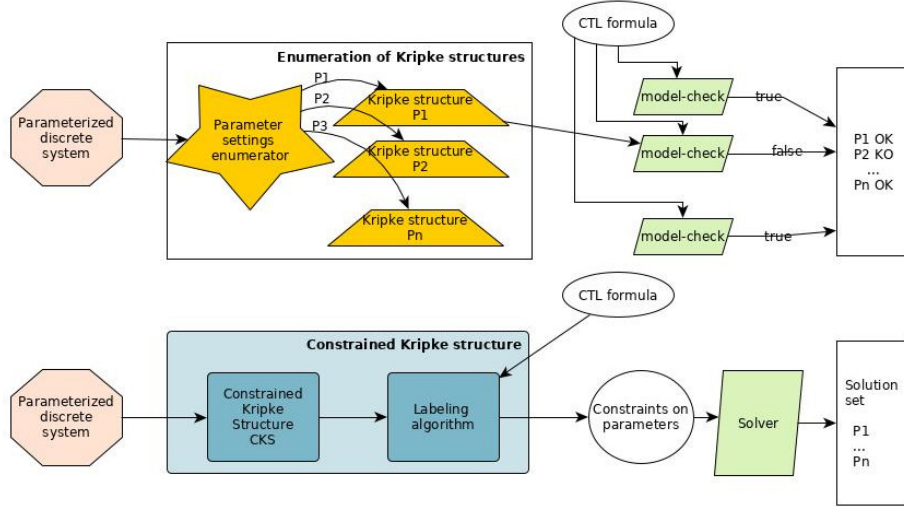 CTL formula
Enumeration of Kripke structures
P1
P2
P3
Parameterized
discrete
system
Parameter
settings
enumerator
Kripke structure
P1
Kripke structure
P2
Kripke structure
Pn
model-check
true
model-check
false
model-check
true
P1 OK
P2 KO
...
Pn OK
CTL formula
Constrained Kripke structure
Parameterized
discrete
system
Constrained
Kripke
Structure
CKS
Labeling
algorithm
Constraints on
parameters
Solver
Solution
set
P1
...
Pn